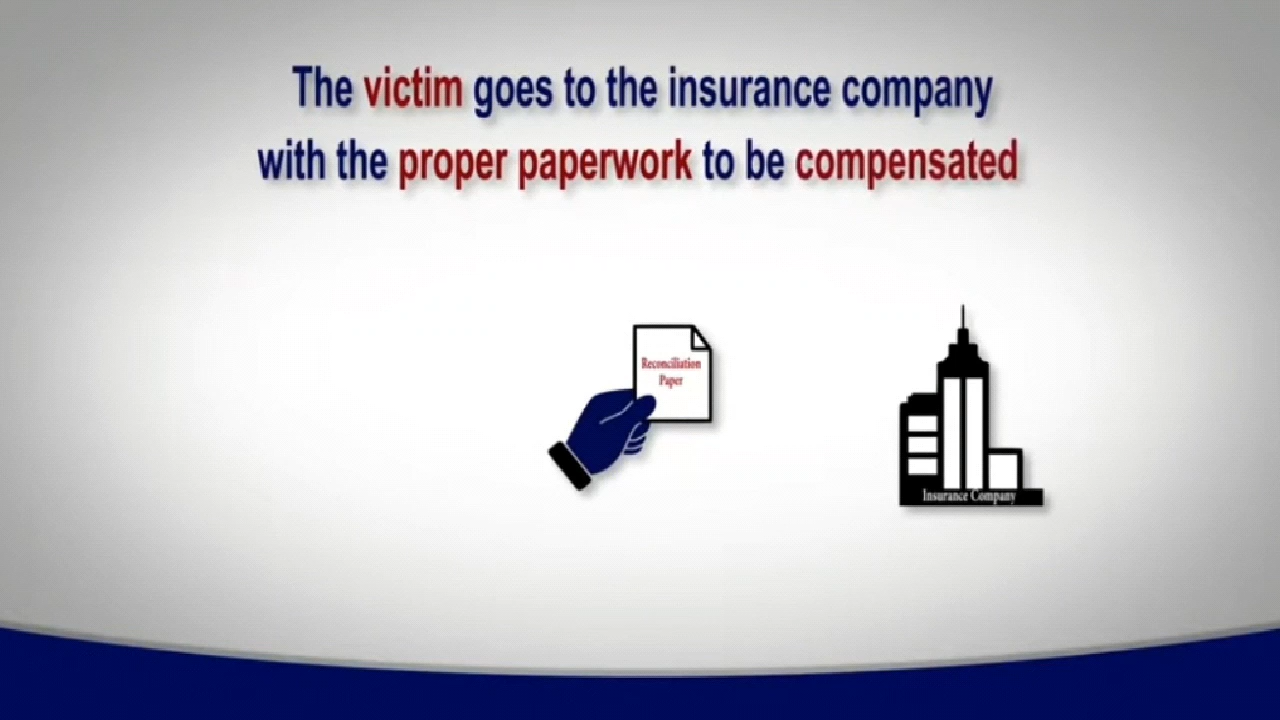 The victim goes to the insurance company
with the proper paperwork to be compensated
Reconciliation
Paper
Insurance Company